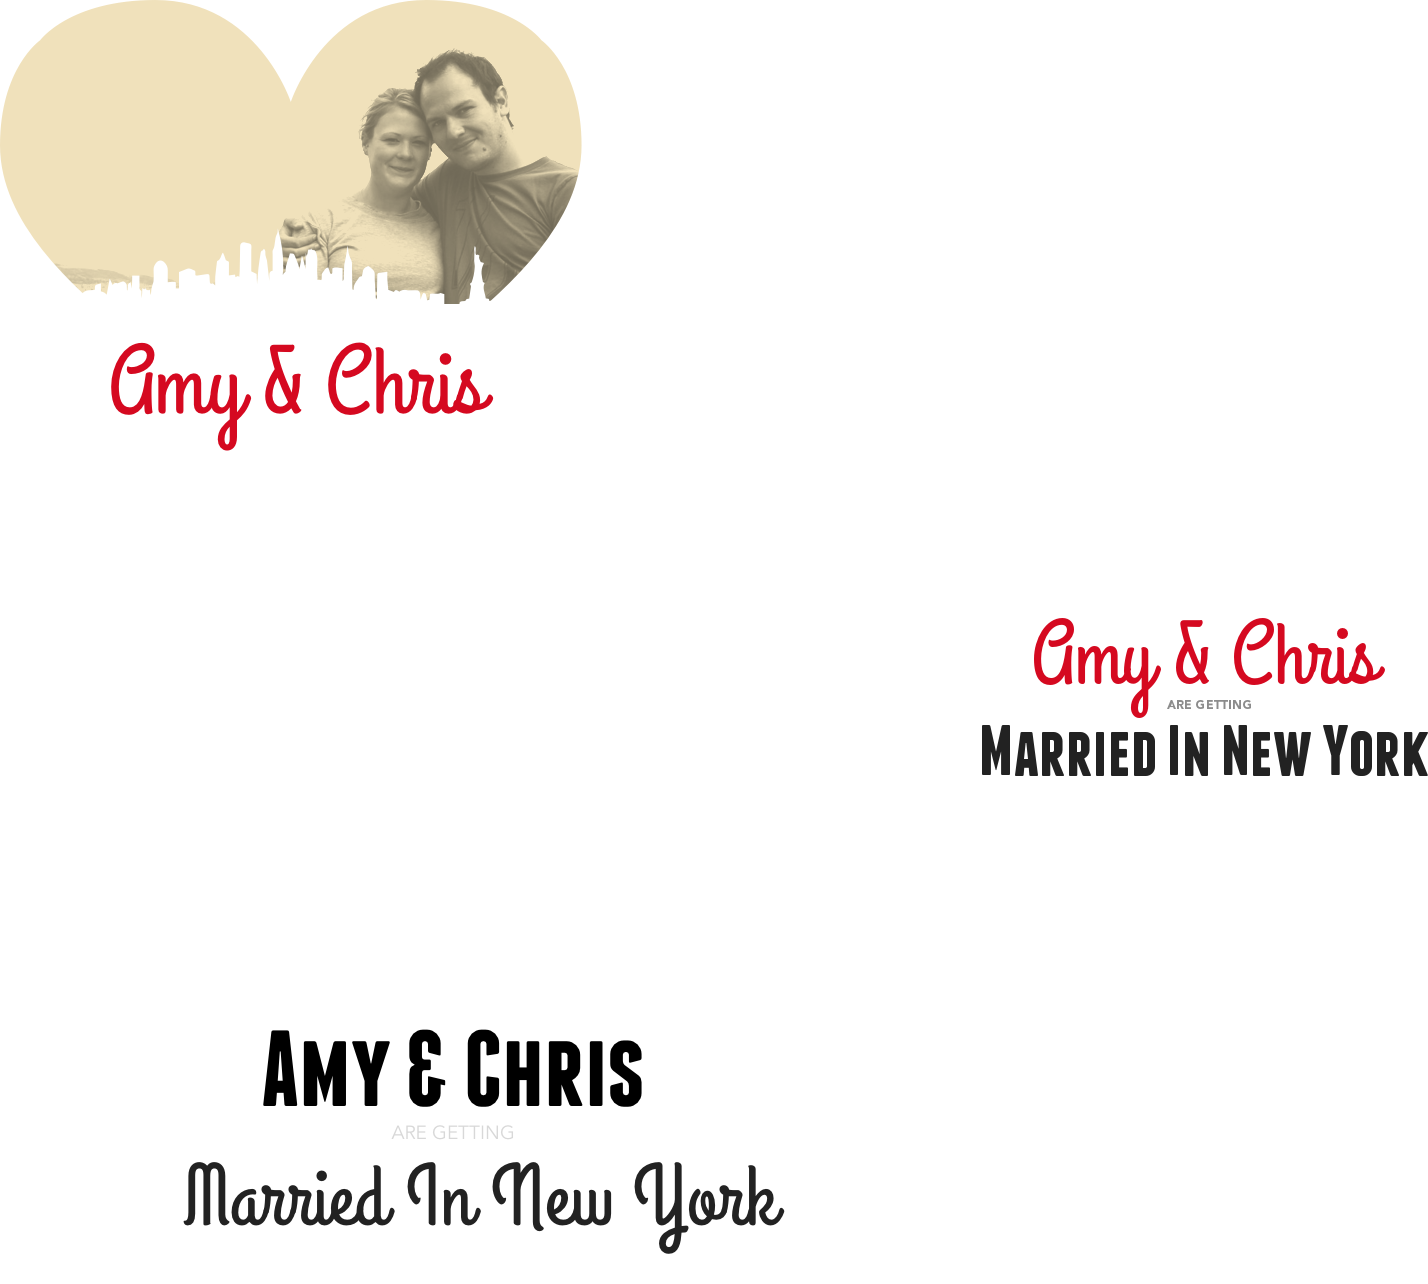 Amy & Chris
Amy & Chris
ARE GETTING
MARRIED IN NEW YORK
AMY & CHRIS
ARE GETTING
Married In New York